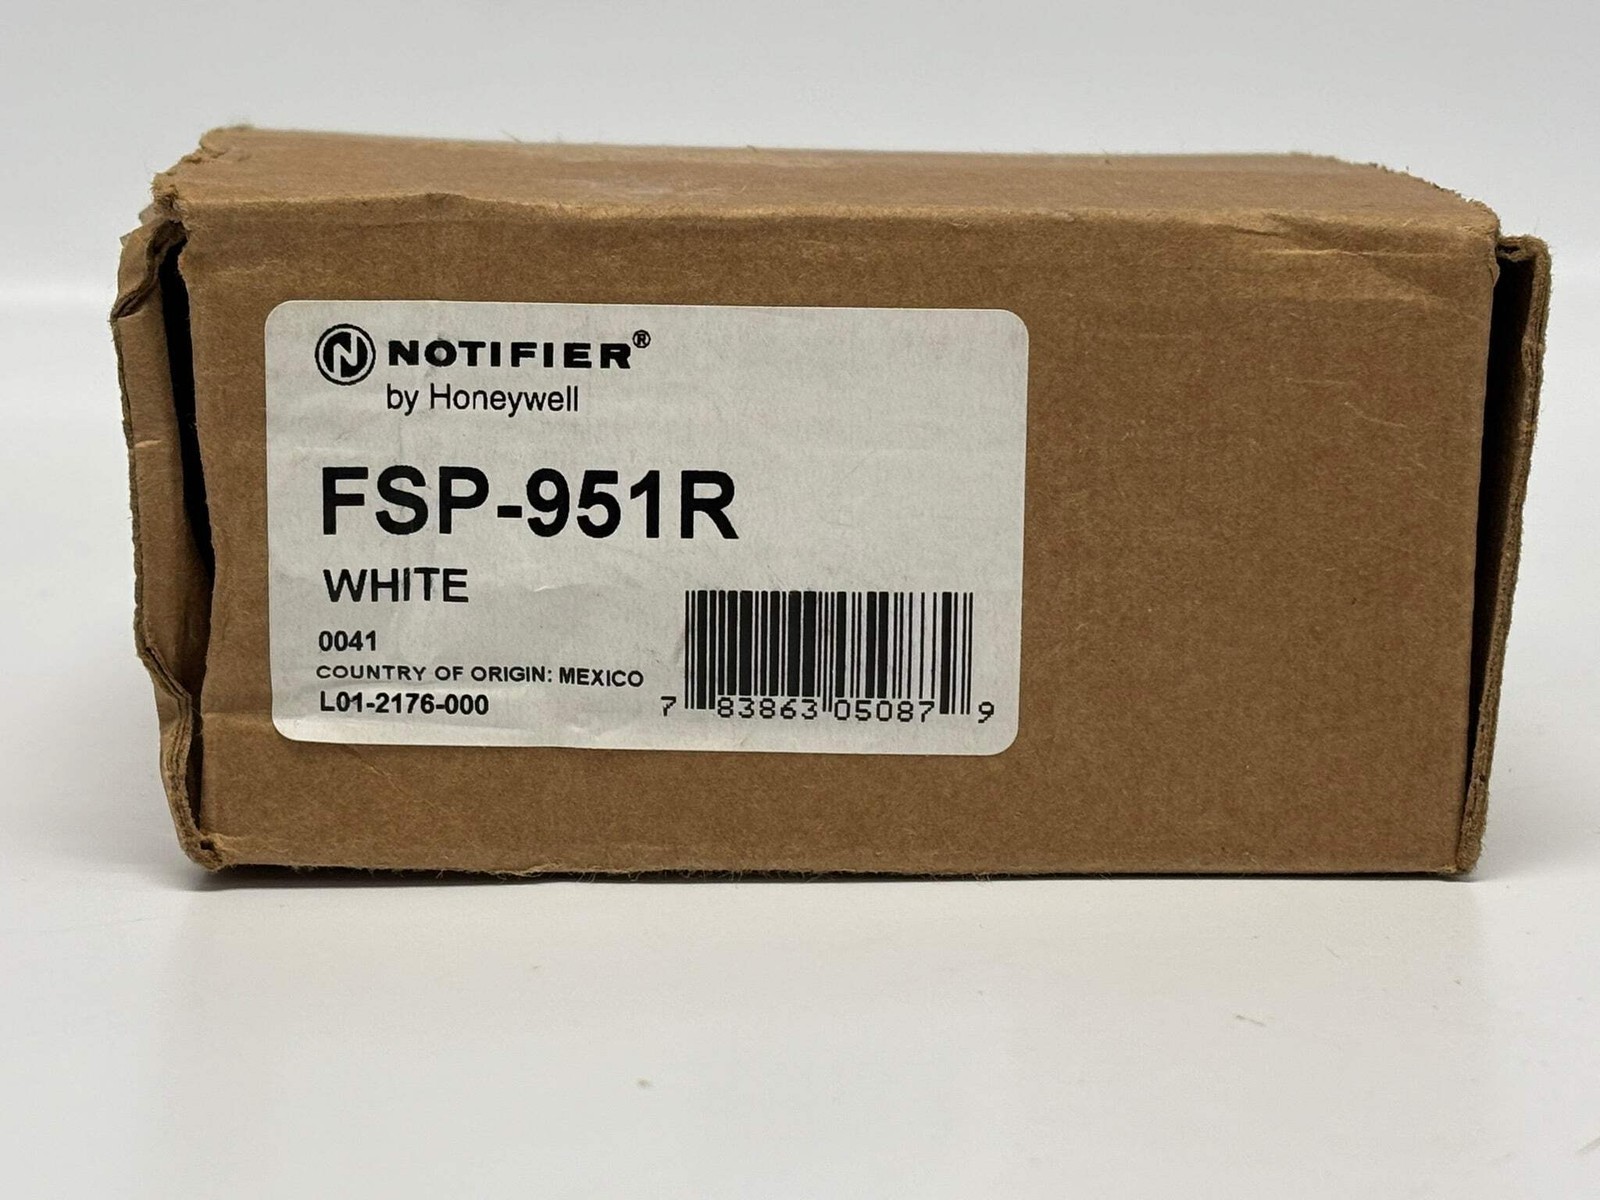 NOTIFIER®
by Honeywell
FSP-951R
WHITE
0041
COUNTRY OF ORIGIN: MEXICO
L01-2176-000
7 83863 05087 9